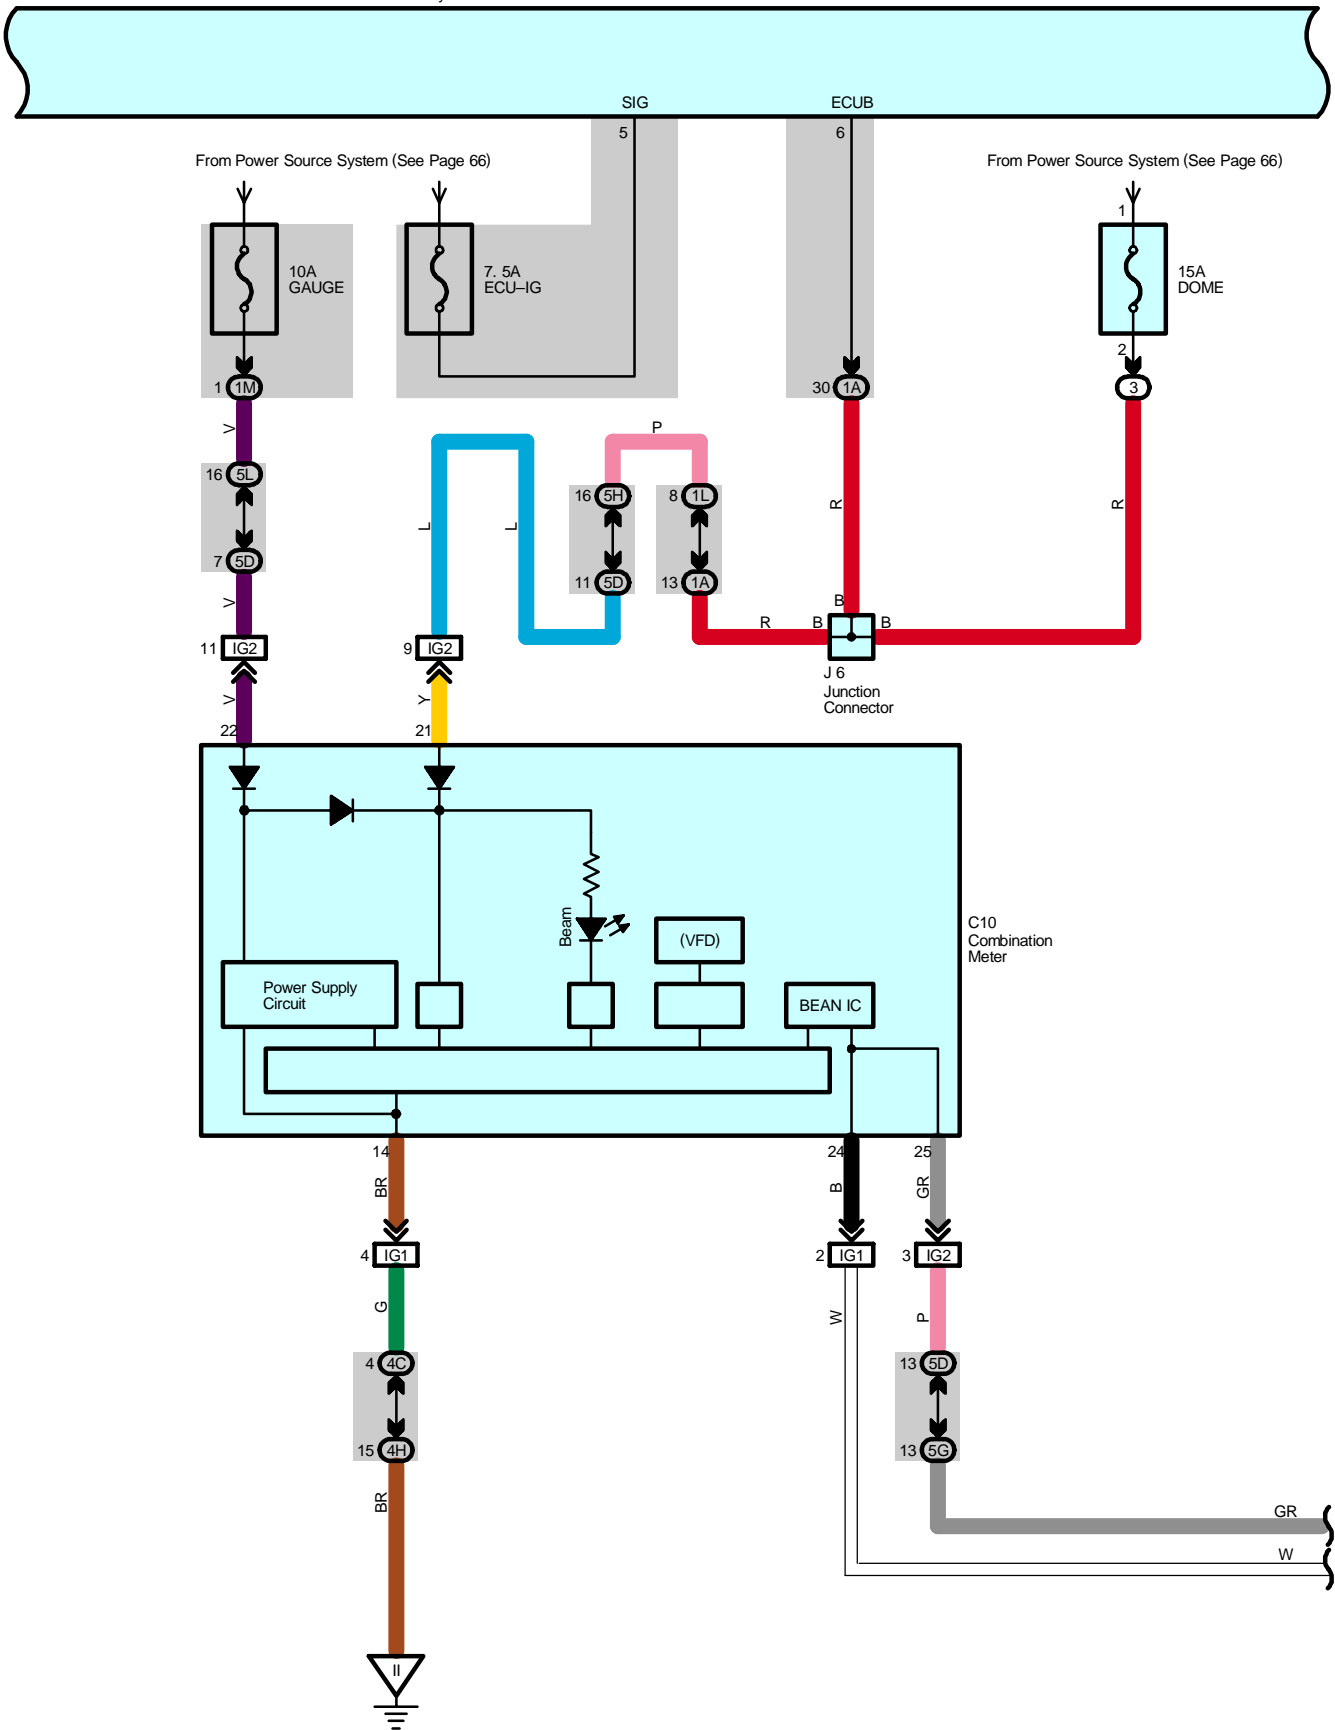 SIG
ECUB
5
6
From Power Source System (See Page 66)
From Power Source System (See Page 66)
1
10A
GAUGE
7. 5A
ECU–IG
15A
DOME
2
1 1M
30 1A
3
V
P
16 5L
16 5H
8 1L
R
R
L
L
7 5D
11 5D
13 1A
V
B
R
B
B
11 IG2
9 IG2
J 6
Junction
Connector
V
Y
22
21
Beam
(VFD)
C10
Combination
Meter
Power Supply
Circuit
BEAN IC
14
24
25
BR
B
GR
4 IG1
2 IG1
3 IG2
G
W
P
4 4C
13 5D
15 4H
13 5G
BR
GR
W
II